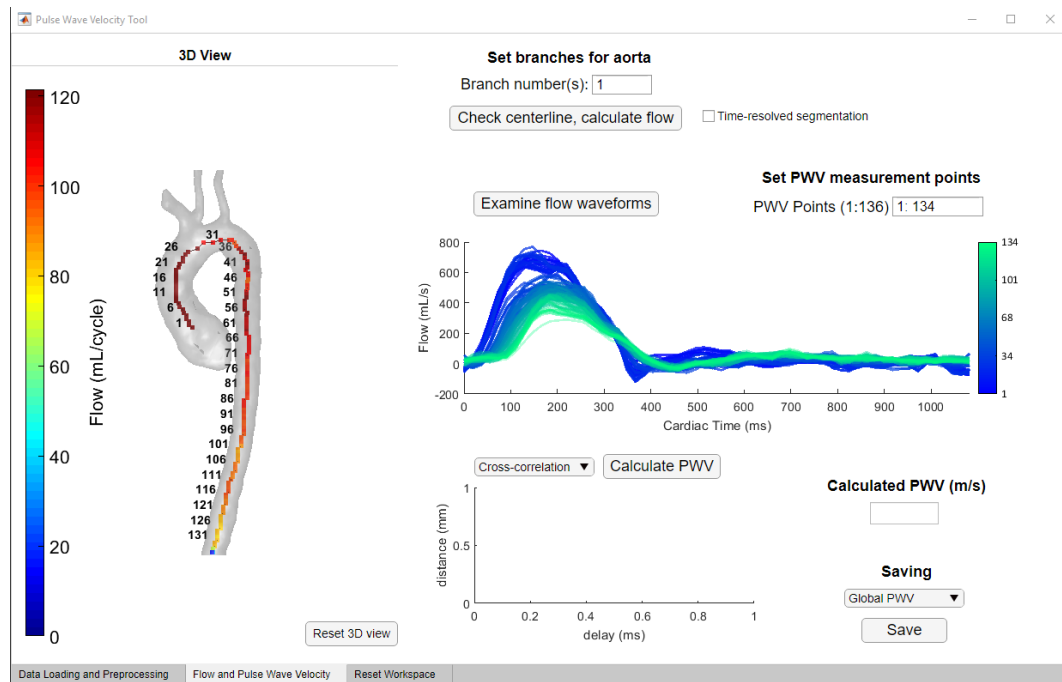 Pulse Wave Velocity Tool
3D View
120
100
80
60
40
20
0
Flow (mL/cycle)
31
26
36
21
41
16
46
11
51
6
56
1
61
66
71
76
81
86
91
96
101
106
111
116
121
126
131
Reset 3D view
Set branches for aorta
Branch number(s): 1
Check centerline, calculate flow
Time-resolved segmentation
Set PWV measurement points
Examine flow waveforms
PWV Points (1:136) 1: 134
800
600
400
200
0
-200
Flow (mL/s)
0 100 200 300 400 500 600 700 800 900 1000
Cardiac Time (ms)
134
101
68
34
1
Cross-correlation
Calculate PWV
1
0.5
0
distance (mm)
0 0.2 0.4 0.6 0.8 1
delay (ms)
Calculated PWV (m/s)
Saving
Global PWV
Save
Data Loading and Preprocessing
Flow and Pulse Wave Velocity
Reset Workspace